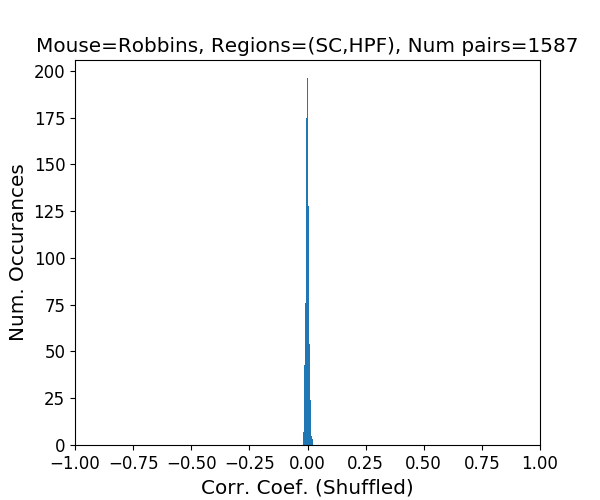 Mouse=Robbins, Regions=(SC,HPF), Num pairs=1587
200
175
150
125
100
75
50
25
0
Num. Occurances
−1.00 −0.75 −0.50 −0.25 0.00 0.25 0.50 0.75 1.00
Corr. Coef. (Shuffled)